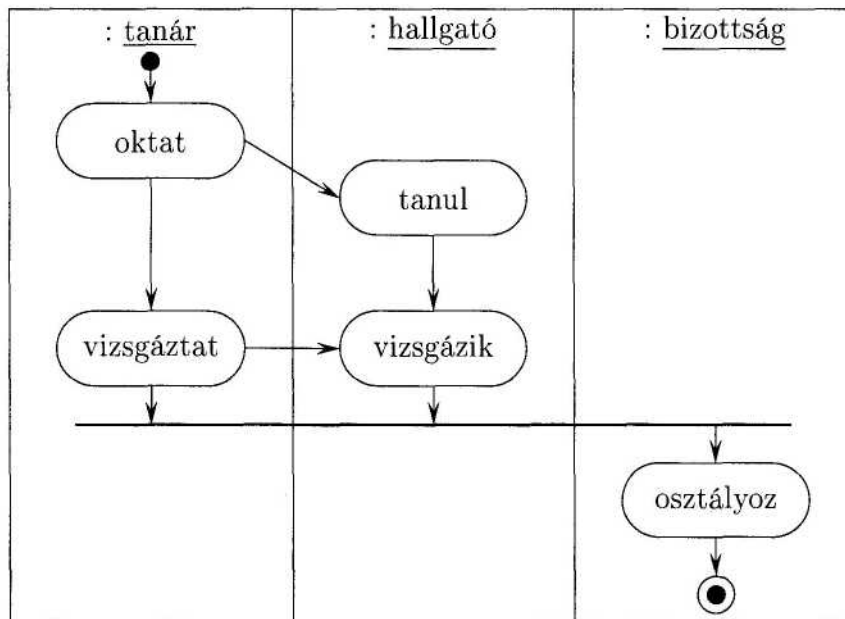 : tanár
: hallgató
: bizottság
oktat
tanul
vizsgáztat
vizsgázik
osztályoz